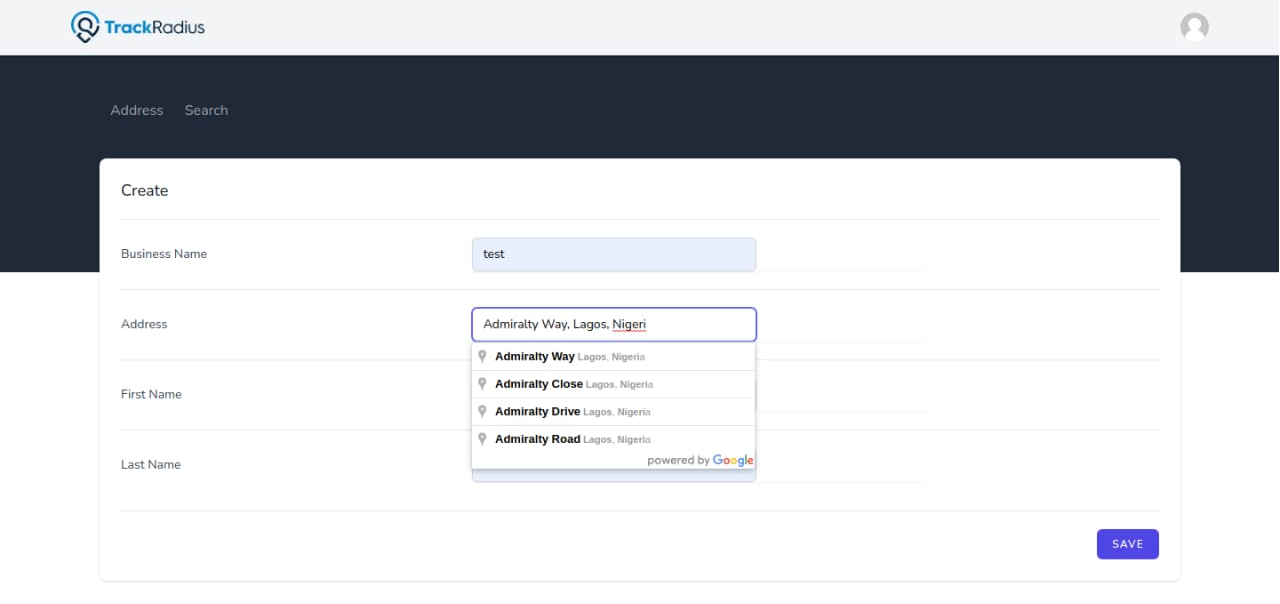 TrackRadius
Address Search
Create
Business Name test
Address Admiralty Way, Lagos, Nigeri
Admiralty Way Lagos, Nigeria
Admiralty Close Lagos, Nigeria
First Name
Admiralty Drive Lagos, Nigeria
Admiralty Road Lagos, Nigeria
powered by Google
Last Name
SAVE